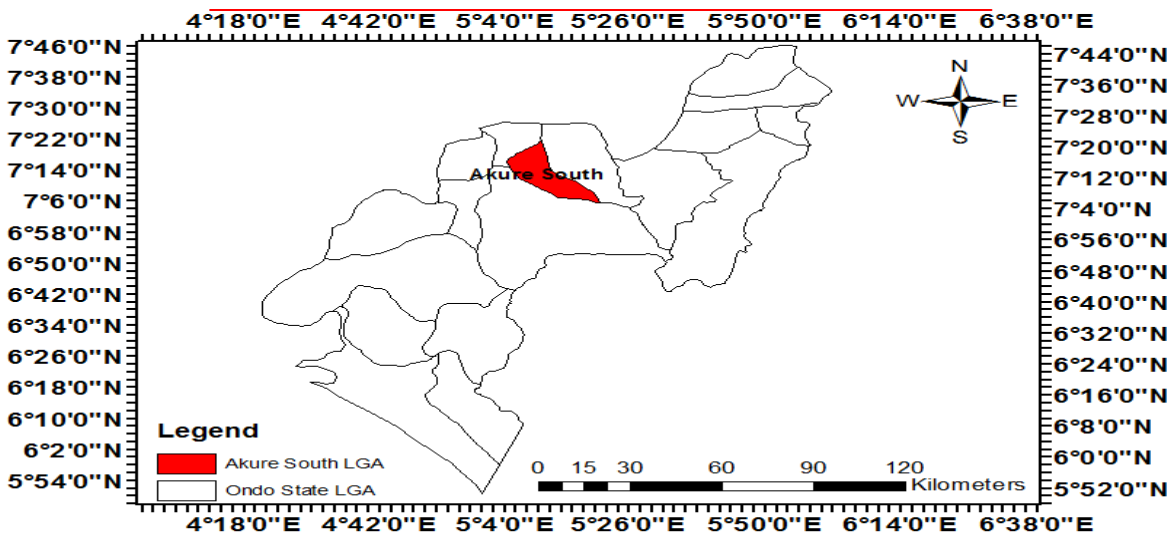 4°18'0"E 4°42'0"E 5°4'0"E 5°26'0"E 5°50'0"E 6°14'0"E 6°38'0"E
7°46'0"N 7°44'0"N
7°38'0"N 7°36'0"N
7°30'0"N 7°28'0"N
7°22'0"N 7°20'0"N
7°14'0"N 7°12'0"N
7°6'0"N 7°4'0"N
6°58'0"N 6°56'0"N
6°50'0"N 6°48'0"N
6°42'0"N 6°40'0"N
6°34'0"N 6°32'0"N
6°26'0"N 6°24'0"N
6°18'0"N 6°16'0"N
6°10'0"N 6°8'0"N
6°2'0"N 6°0'0"N
5°54'0"N 5°52'0"N
N
W E
S
Akure South
Legend
Akure South LGA
Ondo State LGA
0 15 30 60 90 120
Kilometers
4°18'0"E 4°42'0"E 5°4'0"E 5°26'0"E 5°50'0"E 6°14'0"E 6°38'0"E